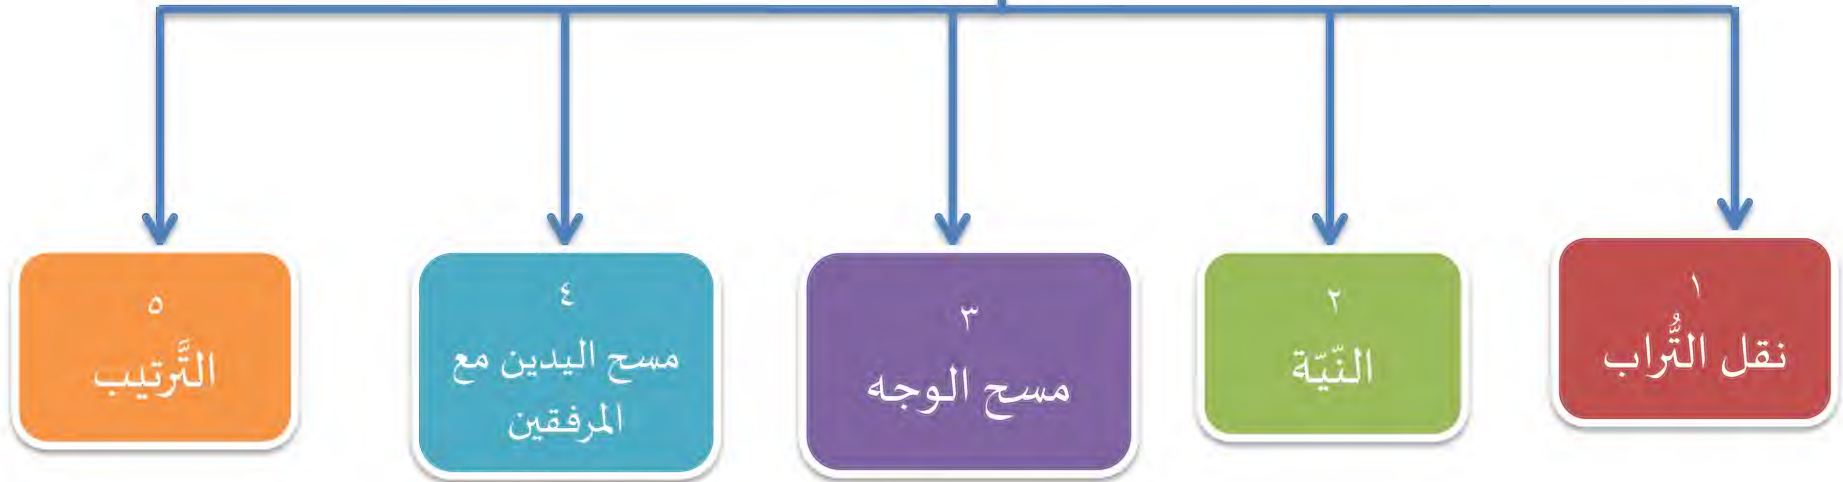 ١
نقل التُّراب
٢
النّيّة
٣
مسح الوجه
٤
مسح اليدين مع
المرفقين
٥
التَّرتيب